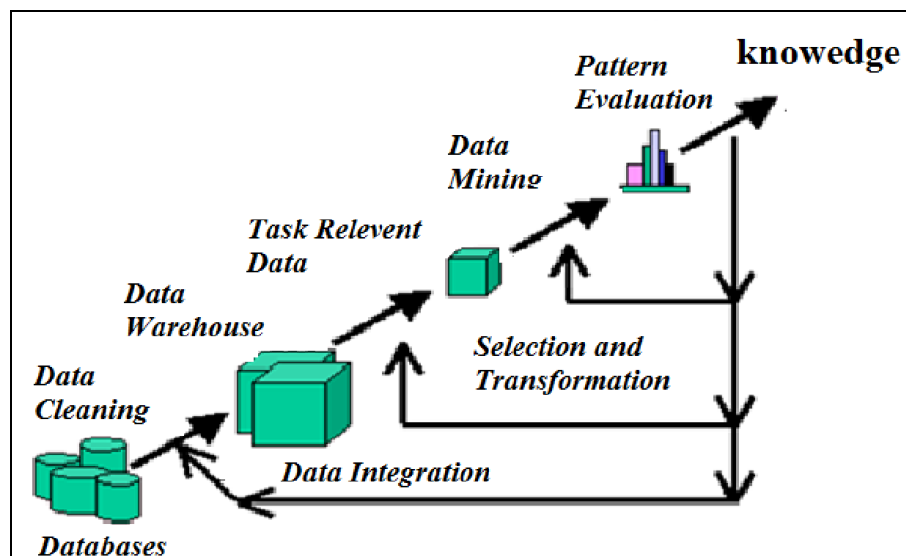 knowedge
Pattern
Evaluation
Data
Mining
Task Relevent
Data
Data
Warehouse
Selection and
Transformation
Data
Cleaning
Data Integration
Databases